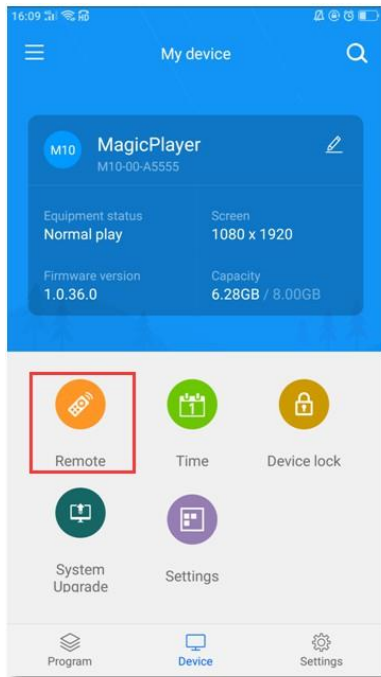 16:09
My device
M10
MagicPlayer
M10-00-A5555
Equipment status
Screen
Normal play
1080 x 1920
Firmware version
Capacity
1.0.36.0
6.28GB / 8.00GB
1
Remote
Time
Device lock
System
Upgrade
Settings
Program
Device
Settings